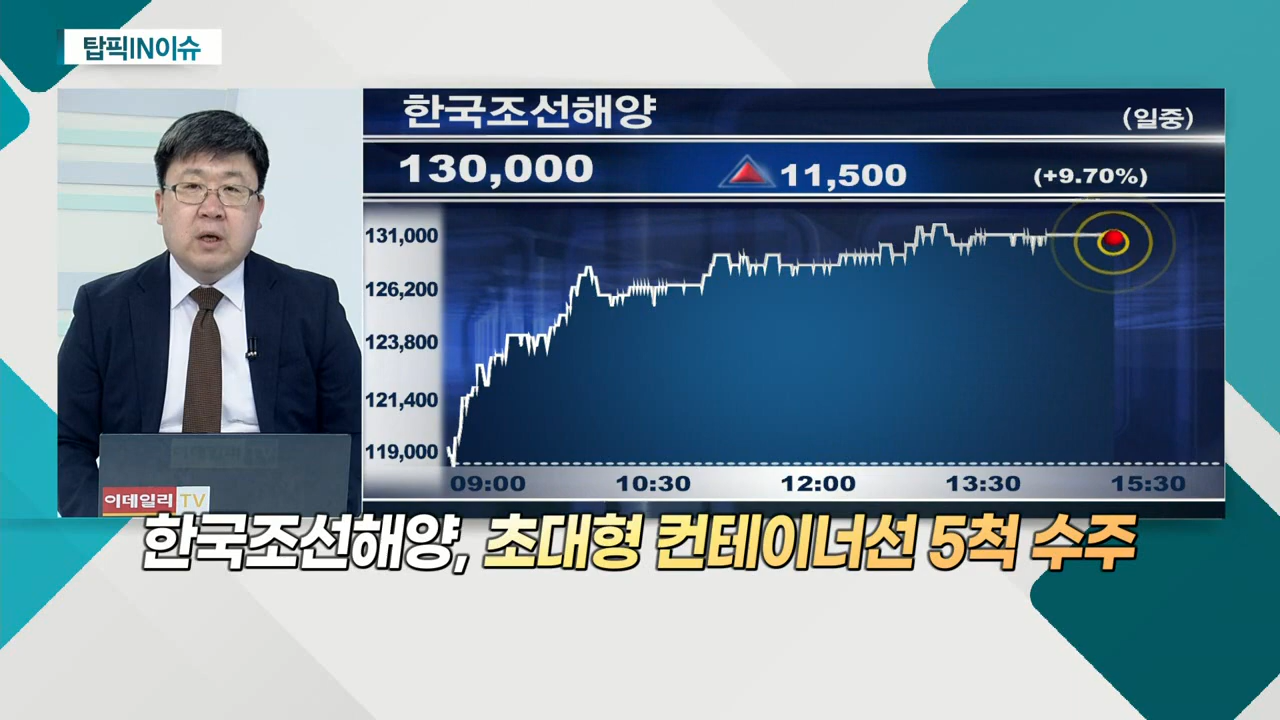 탑픽IN이슈
한국조선해양
(일중)
130,000
11,500
(+9.70%)
131,000
126,200
123,800
121,400
119,000
09:00 10:30 12:00 13:30 15:30
이데일리 TV
한국조선해양, 초대형 컨테이너선 5척 수주